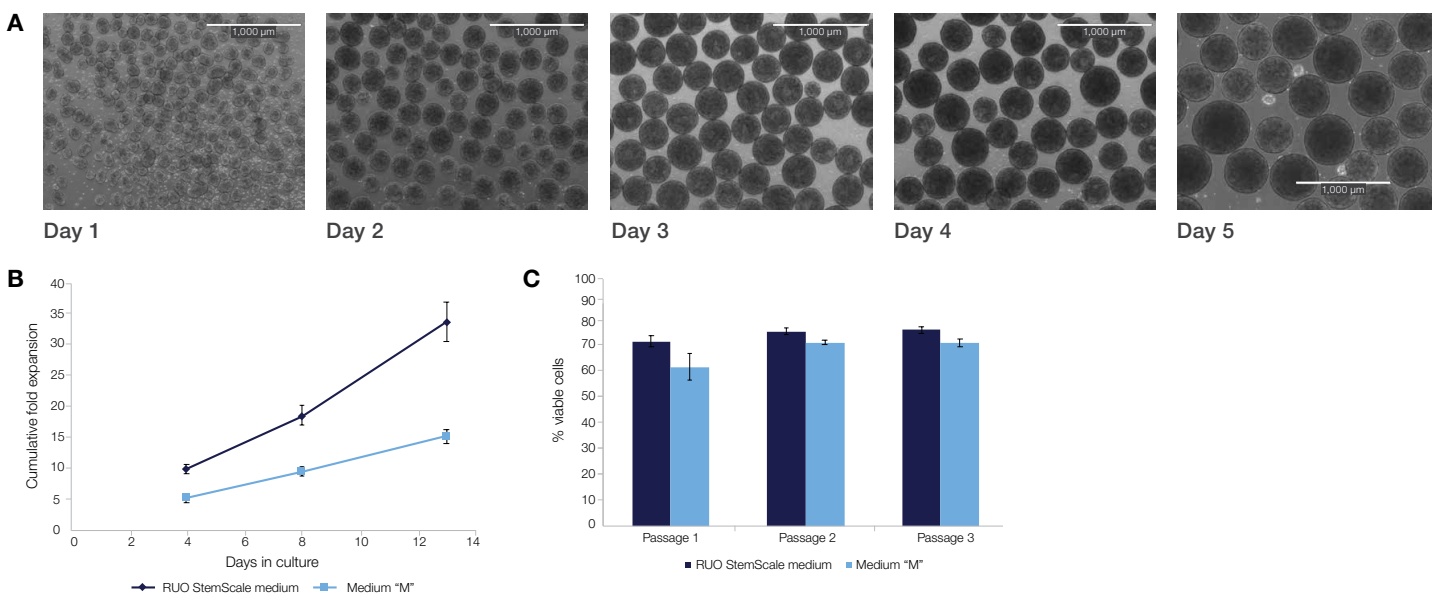 A
1,000 µm
1,000 µm
1,000 µm
1,000 µm
1,000 µm
Day 1
Day 2
Day 3
Day 4
Day 5
B
Cumulative fold expansion
40
35
30
25
20
15
10
5
0
0 2 4 6 8 10 12 14
Days in culture
RUO StemScale medium Medium “M”
C
% viable cells
100
90
80
70
60
50
40
30
20
10
0
Passage 1 Passage 2 Passage 3
RUO StemScale medium Medium “M”